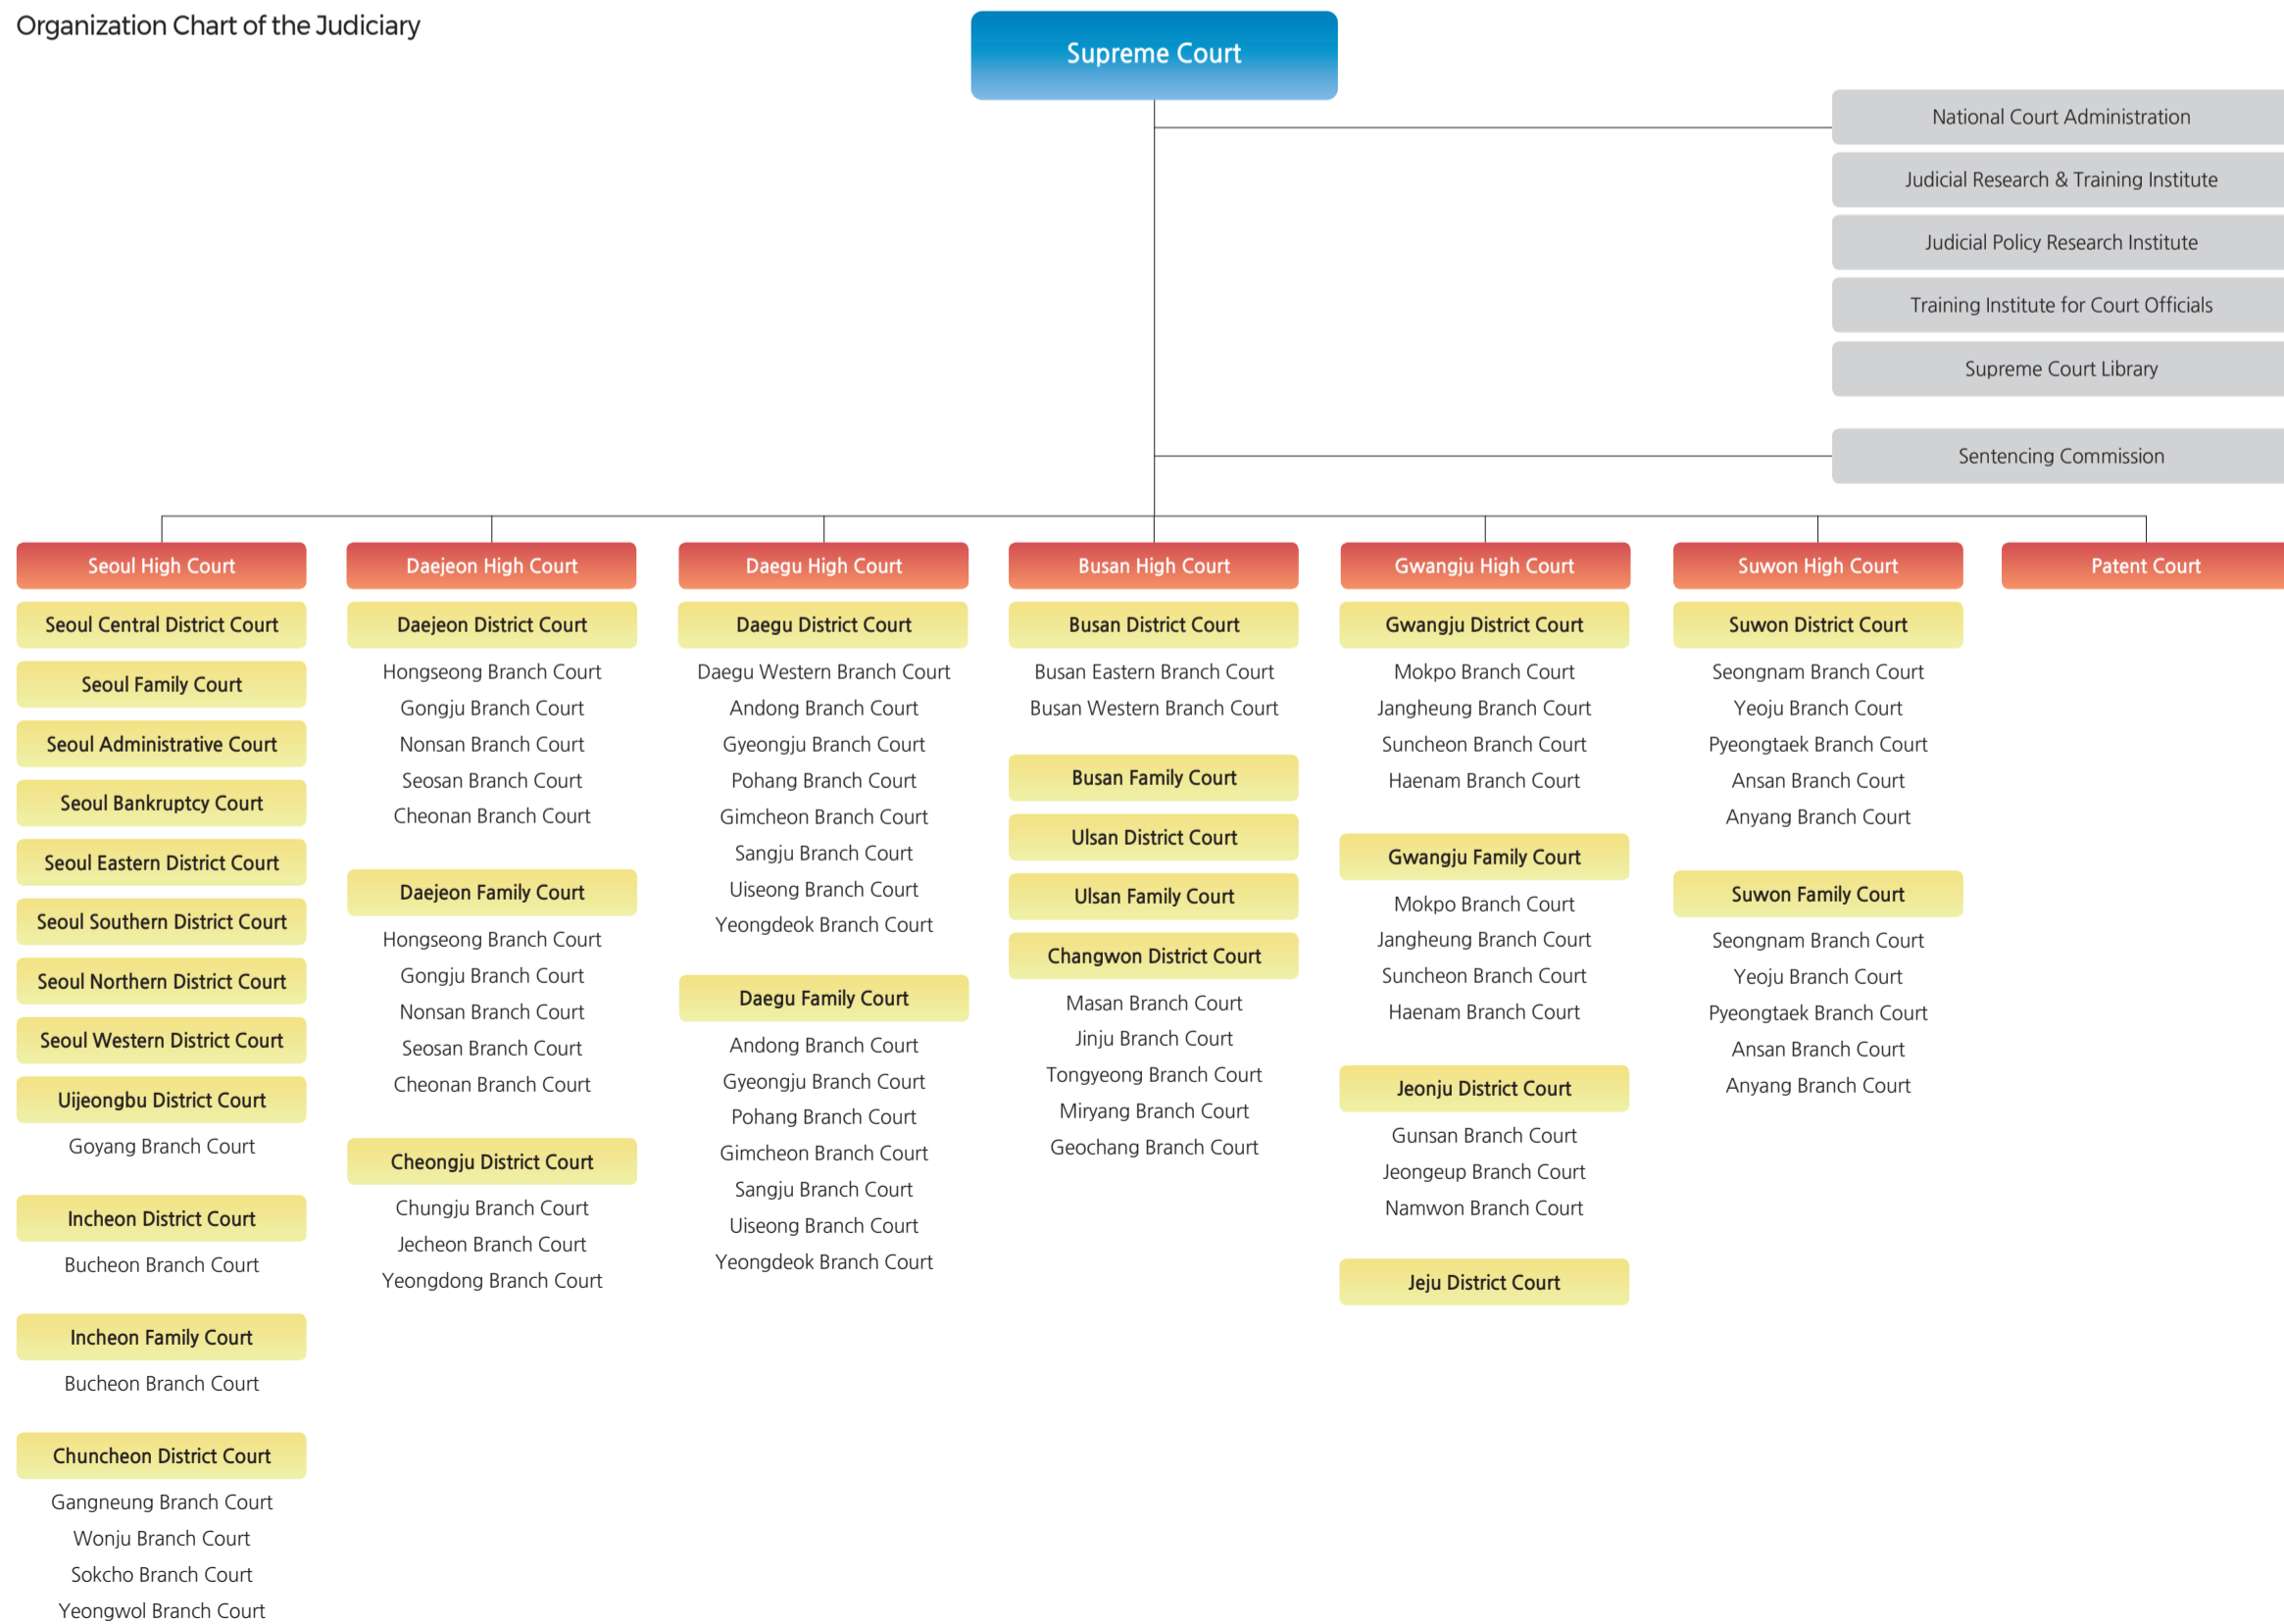 Organization Chart of the Judiciary
Supreme Court
National Court Administration
Judicial Research & Training Institute
Judicial Policy Research Institute
Training Institute for Court Officials
Supreme Court Library
Sentencing Commission
Seoul High Court
Seoul Central District Court
Seoul Family Court
Seoul Administrative Court
Seoul Bankruptcy Court
Seoul Eastern District Court
Seoul Southern District Court
Seoul Northern District Court
Seoul Western District Court
Uijeongbu District Court
Goyang Branch Court
Incheon District Court
Bucheon Branch Court
Incheon Family Court
Bucheon Branch Court
Chuncheon District Court
Gangneung Branch Court
Wonju Branch Court
Sokcho Branch Court
Yeongwol Branch Court
Daejeon High Court
Daejeon District Court
Hongseong Branch Court
Gongju Branch Court
Nonsan Branch Court
Seosan Branch Court
Cheonan Branch Court
Daejeon Family Court
Hongseong Branch Court
Gongju Branch Court
Nonsan Branch Court
Seosan Branch Court
Cheonan Branch Court
Cheongju District Court
Chungju Branch Court
Jecheon Branch Court
Yeongdong Branch Court
Daegu High Court
Daegu District Court
Daegu Western Branch Court
Andong Branch Court
Gyeongju Branch Court
Pohang Branch Court
Gimcheon Branch Court
Sangju Branch Court
Uiseong Branch Court
Yeongdeok Branch Court
Daegu Family Court
Andong Branch Court
Gyeongju Branch Court
Pohang Branch Court
Gimcheon Branch Court
Sangju Branch Court
Uiseong Branch Court
Yeongdeok Branch Court
Busan High Court
Busan District Court
Busan Eastern Branch Court
Busan Western Branch Court
Busan Family Court
Ulsan District Court
Ulsan Family Court
Changwon District Court
Masan Branch Court
Jinju Branch Court
Tongyeong Branch Court
Miryang Branch Court
Geochang Branch Court
Gwangju High Court
Gwangju District Court
Mokpo Branch Court
Jangheung Branch Court
Suncheon Branch Court
Haenam Branch Court
Gwangju Family Court
Mokpo Branch Court
Jangheung Branch Court
Suncheon Branch Court
Haenam Branch Court
Jeonju District Court
Gunsan Branch Court
Jeongeup Branch Court
Namwon Branch Court
Jeju District Court
Suwon High Court
Suwon District Court
Seongnam Branch Court
Yeoju Branch Court
Pyeongtaek Branch Court
Ansan Branch Court
Anyang Branch Court
Suwon Family Court
Seongnam Branch Court
Yeoju Branch Court
Pyeongtaek Branch Court
Ansan Branch Court
Anyang Branch Court
Patent Court